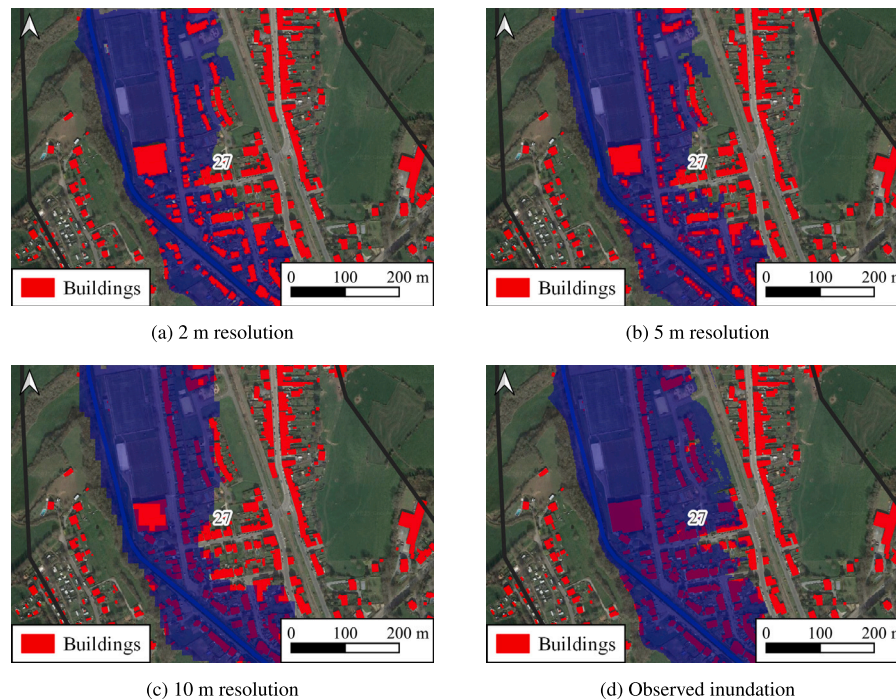 27
27
Buildings
0 100 200 m
Buildings
0 100 200 m
(a) 2 m resolution
(b) 5 m resolution
27
27
Buildings
0 100 200 m
Buildings
0 100 200 m
(c) 10 m resolution
(d) Observed inundation